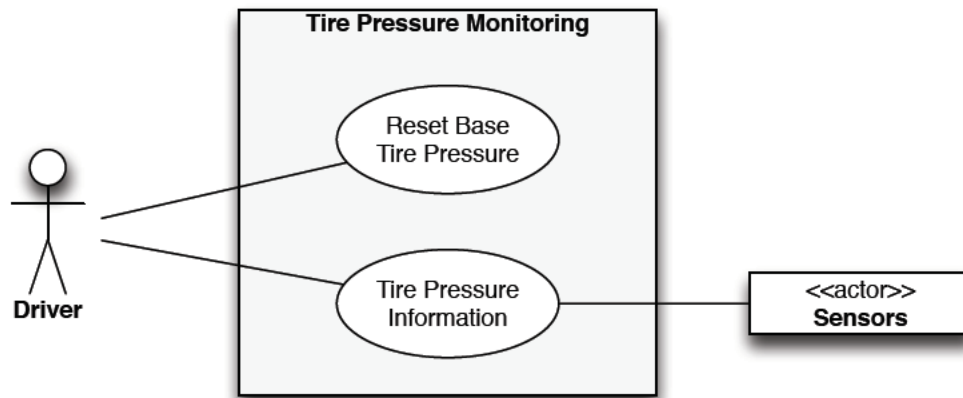 Tire Pressure Monitoring
Reset Base
Tire Pressure
Driver
Tire Pressure
Information
<<actor>>
Sensors